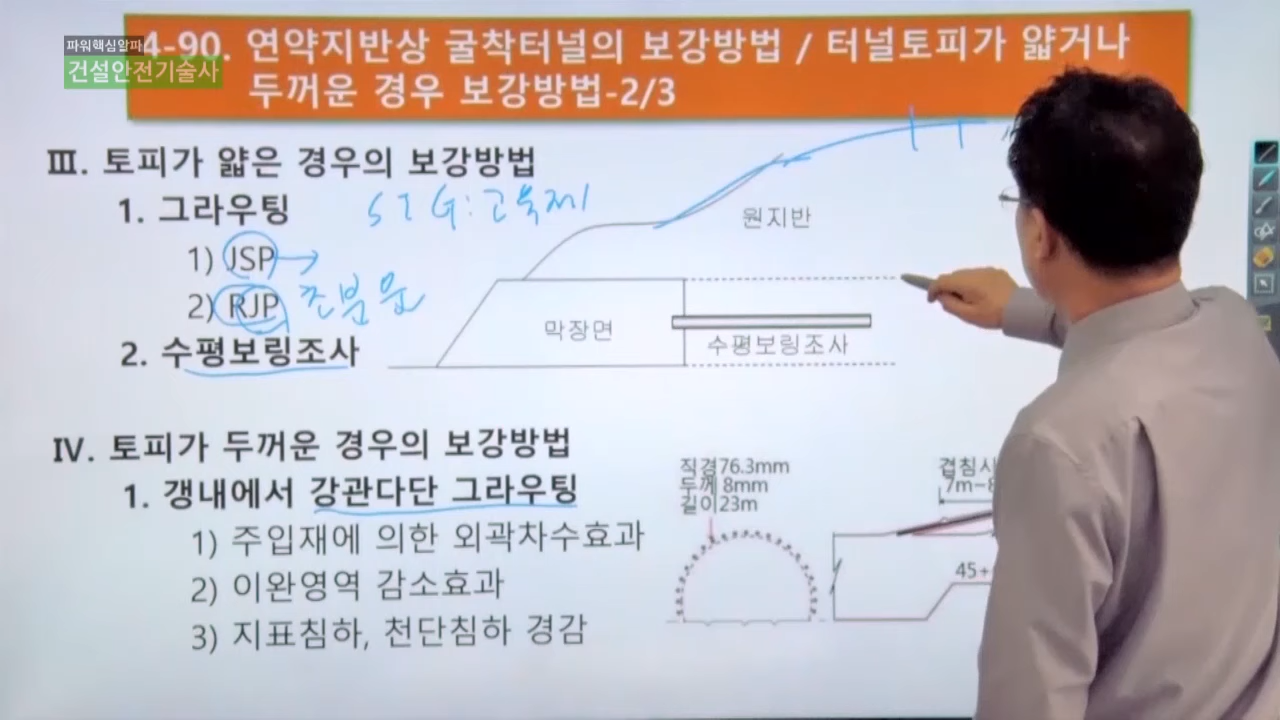 파워핵심알파
건설안전기술사
4-90. 연약지반상 굴착터널의 보강방법 / 터널토피가 얇거나
두꺼운 경우 보강방법-2/3
Ⅲ. 토피가 얇은 경우의 보강방법
1. 그라우팅
1) JSP
2) RJP
2. 수평보링조사
원지반
막장면
수평보링조사
Ⅳ. 토피가 두꺼운 경우의 보강방법
1. 갱내에서 강관다단 그라우팅
1) 주입재에 의한 외곽차수효과
2) 이완영역 감소효과
3) 지표침하, 천단침하 경감
직경76.3mm
두께 8mm
길이23m
45+